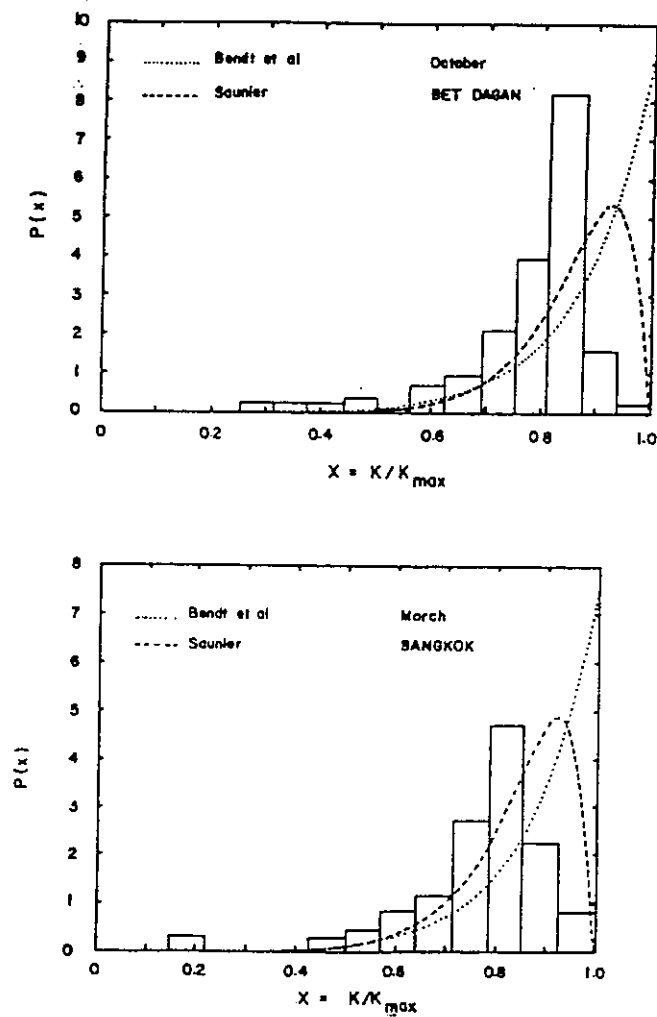 10
9
8
7
6
5
4
3
2
1
0
P(x)
Bendt et al
October
Saunier
BET DAGAN
0
0.2
0.4
0.6
0.8
1.0
X = K/Kmax
8
7
6
5
4
3
2
1
0
P(x)
Bendt et al
March
Saunier
BANGKOK
0
0.2
0.4
0.6
0.8
1.0
X = K/Kmax